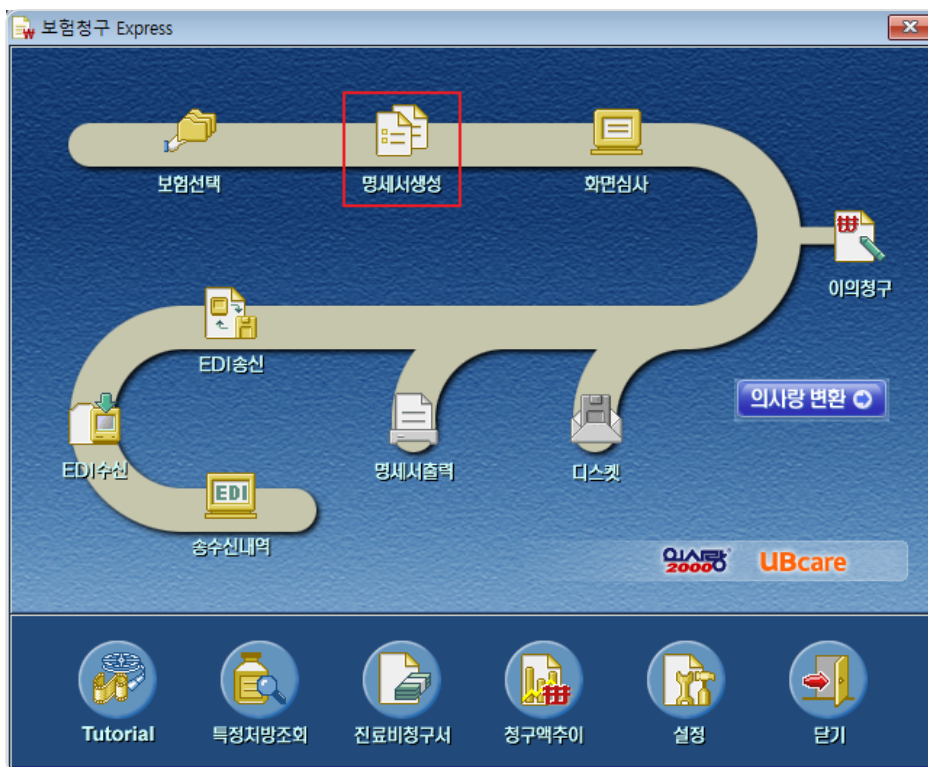 보험청구 Express
보험선택
명세서생성
화면심사
이의청구
EDI송신
의사랑 변환
EDI수신
명세서출력
디스켓
EDI
송수신내역
의사랑 2000
UBcare
Tutorial
특정처방조회
진료비청구서
청구액추이
설정
닫기